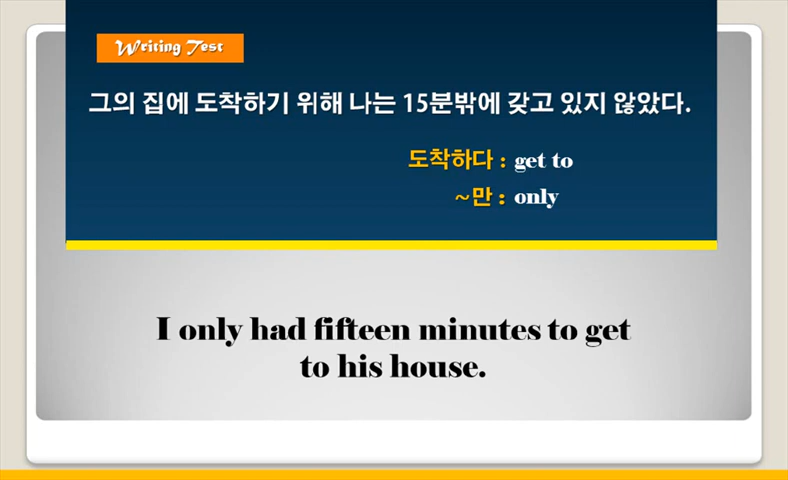 Writing Test
그의 집에 도착하기 위해 나는 15분밖에 갖고 있지 않았다.
도착하다 : get to
~만 : only
I only had fifteen minutes to get
to his house.